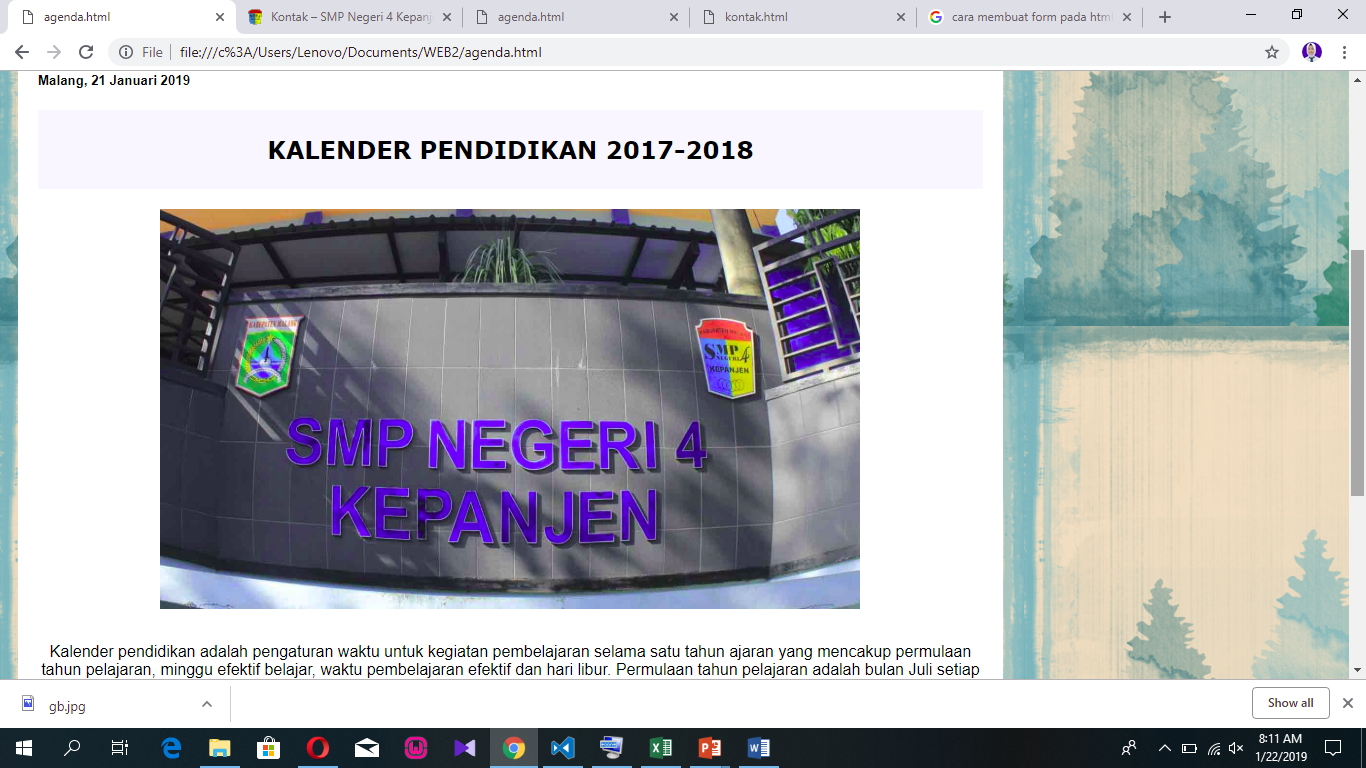 agenda.html
Kontak – SMP Negeri 4 Kepanj
agenda.html
kontak.html
cara membuat form pada html
File
file:///c%3A/Users/Lenovo/Documents/WEB2/agenda.html
Malang, 21 Januari 2019
KALENDER PENDIDIKAN 2017-2018
KABUPATEN MALANG
SMP
NEGERI 4
KEPANJEN
SMP NEGERI 4
KEPANJEN
Kalender pendidikan adalah pengaturan waktu untuk kegiatan pembelajaran selama satu tahun ajaran yang mencakup permulaan
tahun pelajaran, minggu efektif belajar, waktu pembelajaran efektif dan hari libur. Permulaan tahun pelajaran adalah bulan Juli setiap
gb.jpg
Show all
8:11 AM
1/22/2019